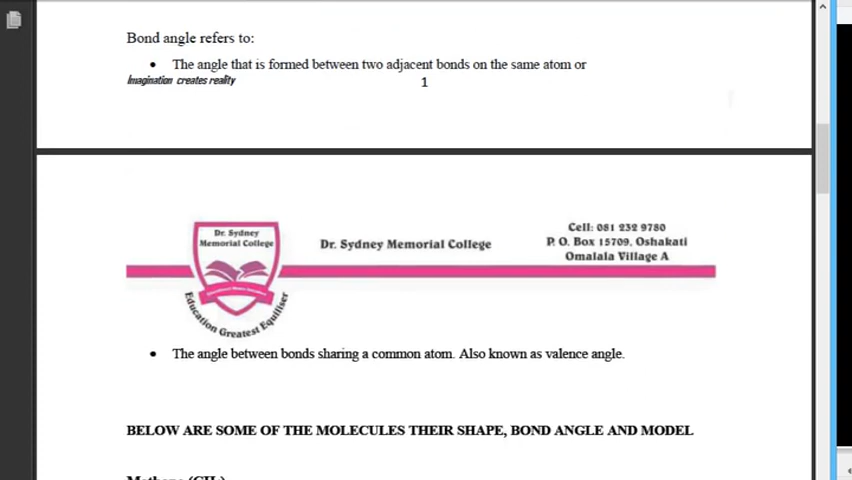 Bond angle refers to:
• The angle that is formed between two adjacent bonds on the same atom or
Imagination creates reality
1
Dr. Sydney
Memorial College
Education Greatest Equiliser
Dr. Sydney Memorial College
Cell: 081 232 9780
P. O. Box 15709, Oshakati
Omalala Village A
• The angle between bonds sharing a common atom. Also known as valence angle.
BELOW ARE SOME OF THE MOLECULES THEIR SHAPE, BOND ANGLE AND MODEL